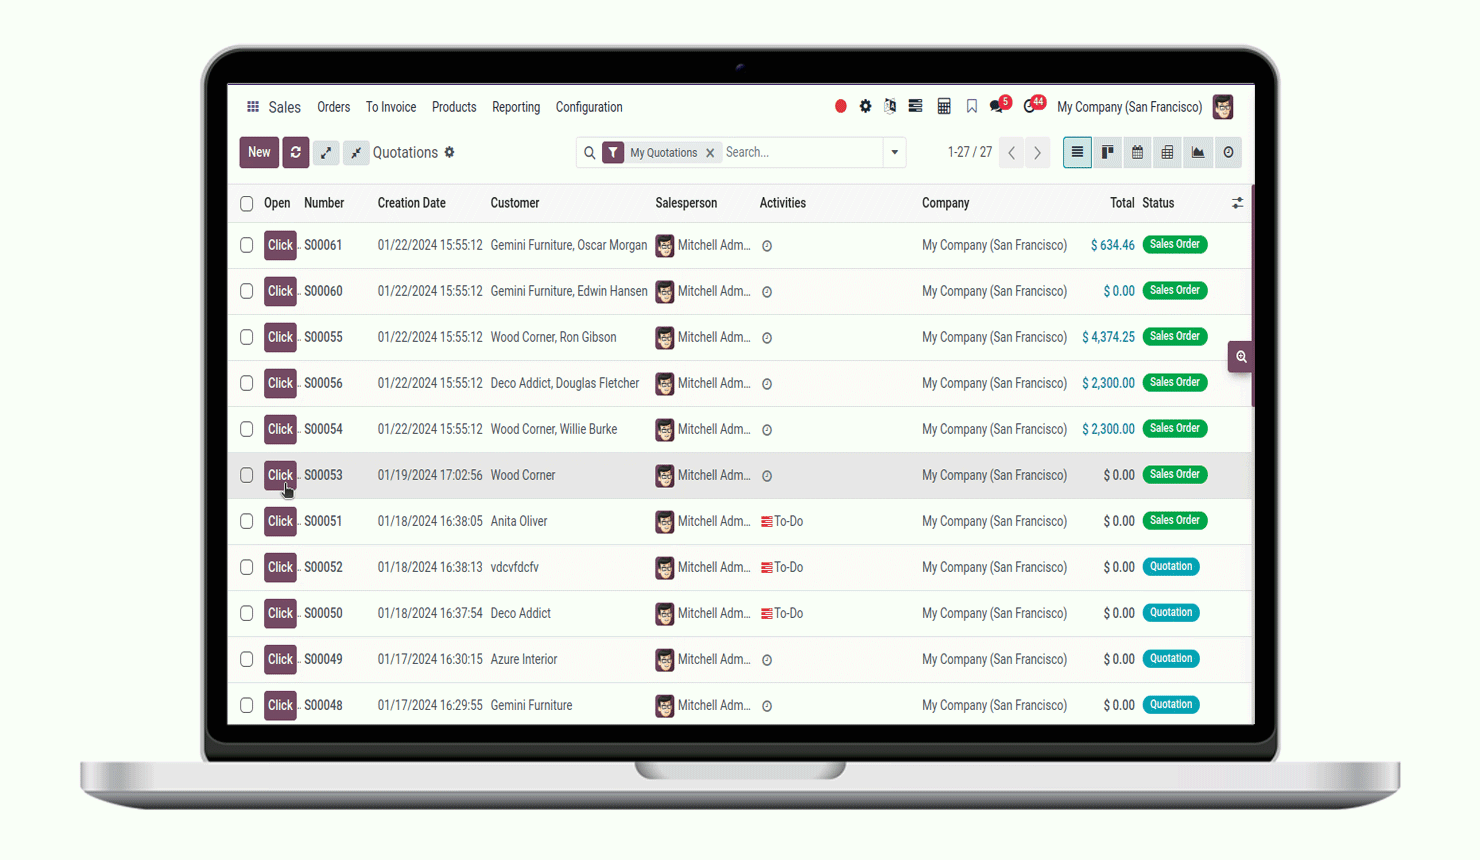 Sales Orders To Invoice Products Reporting Configuration 5 44 My Company (San Francisco)
New Quotations My Quotations Search... 1-27 / 27
Open Number Creation Date Customer Salesperson Activities Company Total Status
Click S00061 01/22/2024 15:55:12 Gemini Furniture, Oscar Morgan Mitchell Adm... My Company (San Francisco) $ 634.46 Sales Order
Click S00060 01/22/2024 15:55:12 Gemini Furniture, Edwin Hansen Mitchell Adm... My Company (San Francisco) $ 0.00 Sales Order
Click S00055 01/22/2024 15:55:12 Wood Corner, Ron Gibson Mitchell Adm... My Company (San Francisco) $ 4,374.25 Sales Order
Click S00056 01/22/2024 15:55:12 Deco Addict, Douglas Fletcher Mitchell Adm... My Company (San Francisco) $ 2,300.00 Sales Order
Click S00054 01/22/2024 15:55:12 Wood Corner, Willie Burke Mitchell Adm... My Company (San Francisco) $ 2,300.00 Sales Order
Click S00053 01/19/2024 17:02:56 Wood Corner Mitchell Adm... My Company (San Francisco) $ 0.00 Sales Order
Click S00051 01/18/2024 16:38:05 Anita Oliver Mitchell Adm... To-Do My Company (San Francisco) $ 0.00 Sales Order
Click S00052 01/18/2024 16:38:13 vdcvfdcfv Mitchell Adm... To-Do My Company (San Francisco) $ 0.00 Quotation
Click S00050 01/18/2024 16:37:54 Deco Addict Mitchell Adm... To-Do My Company (San Francisco) $ 0.00 Quotation
Click S00049 01/17/2024 16:30:15 Azure Interior Mitchell Adm... My Company (San Francisco) $ 0.00 Quotation
Click S00048 01/17/2024 16:29:55 Gemini Furniture Mitchell Adm... My Company (San Francisco) $ 0.00 Quotation